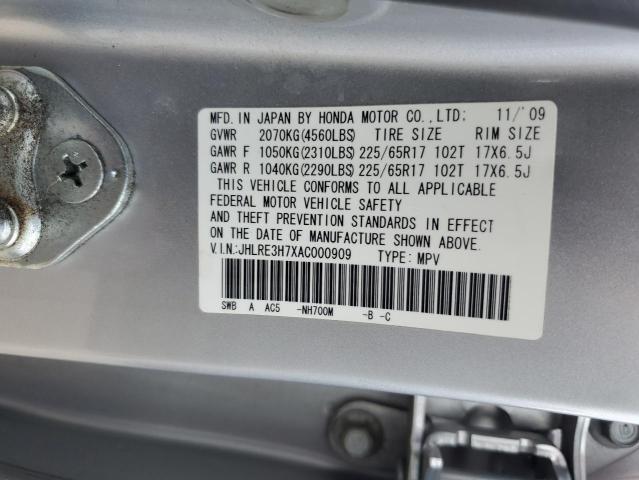 MFD. IN JAPAN BY HONDA MOTOR CO., LTD: 11/'09
GVWR 2070KG(4560LBS) TIRE SIZE RIM SIZE
GAWR F 1050KG(2310LBS) 225/65R17 102T 17X6.5J
GAWR R 1040KG(2290LBS) 225/65R17 102T 17X6.5J
THIS VEHICLE CONFORMS TO ALL APPLICABLE
FEDERAL MOTOR VEHICLE SAFETY
AND THEFT PREVENTION STANDARDS IN EFFECT
ON THE DATE OF MANUFACTURE SHOWN ABOVE.
V.I.N:JHLRE3H7XAC000909 TYPE: MPV
SWB A AC5 -NH700M -B -C